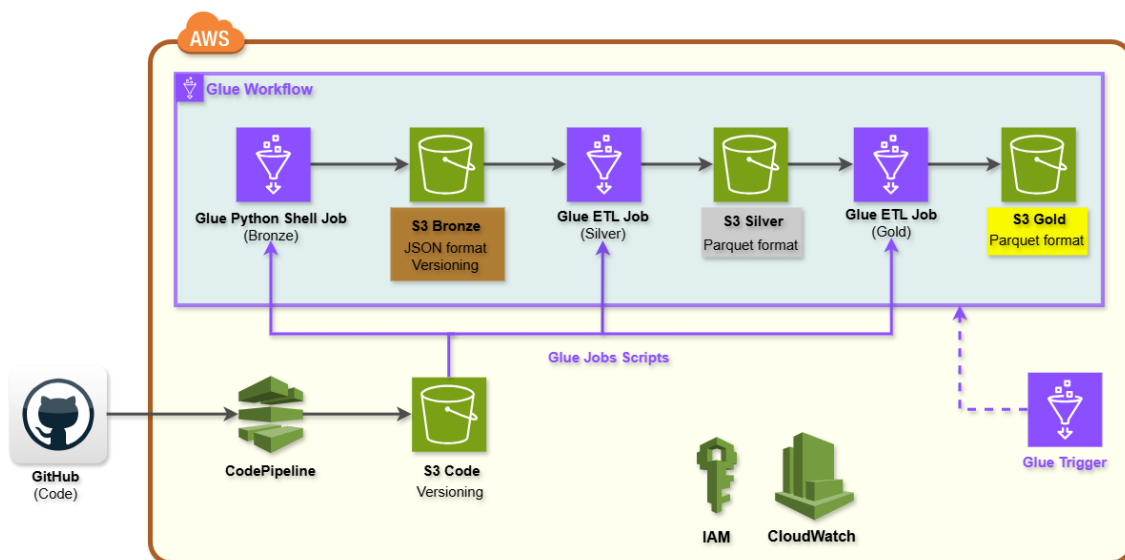 AWS
Glue Workflow
Glue Python Shell Job
(Bronze)
S3 Bronze
JSON format
Versioning
Glue ETL Job
(Silver)
S3 Silver
Parquet format
Glue ETL Job
(Gold)
S3 Gold
Parquet format
Glue Jobs Scripts
GitHub
(Code)
CodePipeline
S3 Code
Versioning
IAM
CloudWatch
Glue Trigger